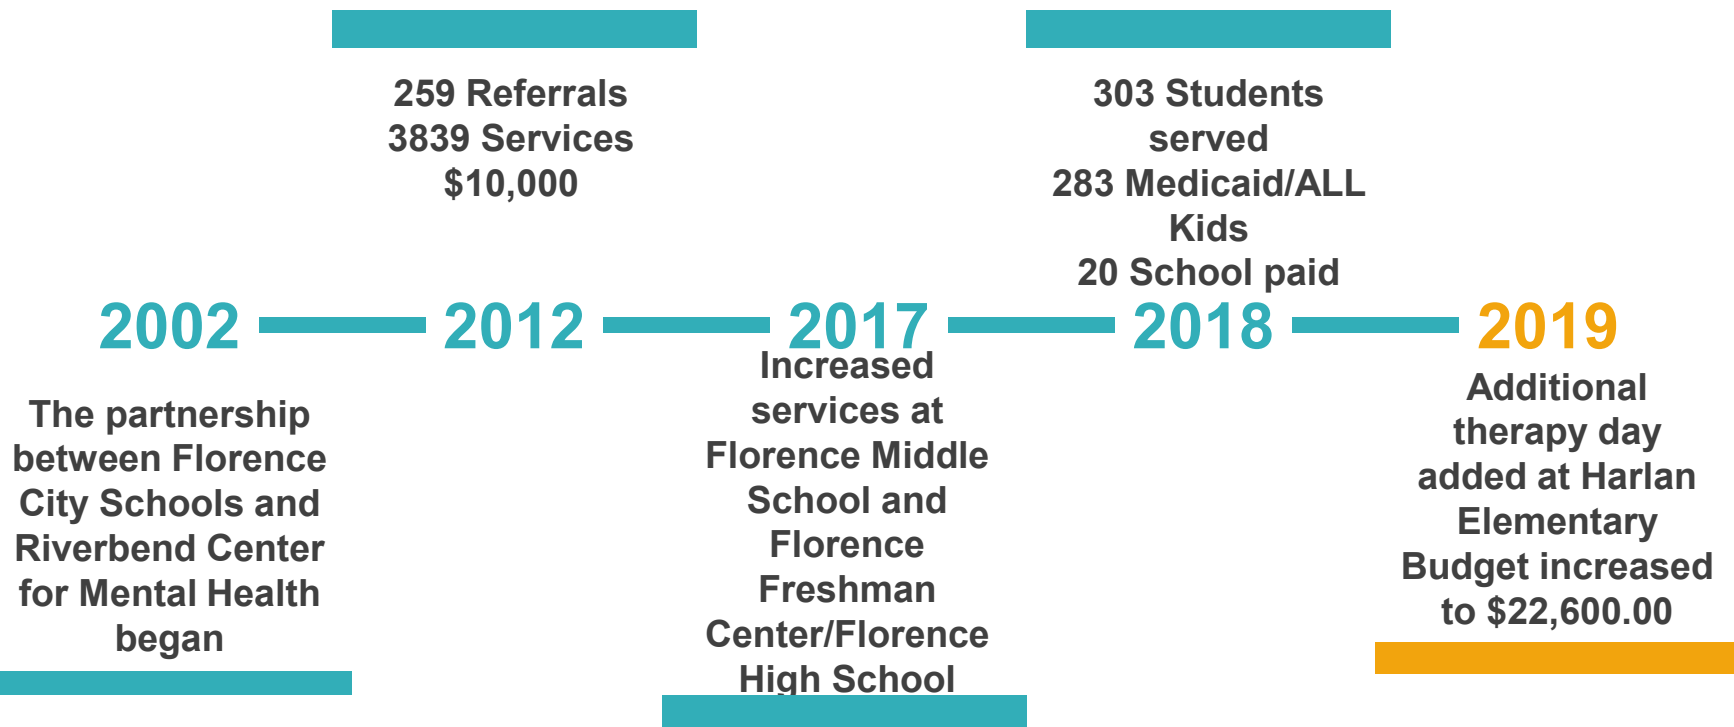 259 Referrals
3839 Services
$10,000
303 Students
served
283 Medicaid/ALL
Kids
20 School paid
2002
2012
2017
2018
2019
The partnership
between Florence
City Schools and
Riverbend Center
for Mental Health
began
Increased
services at
Florence Middle
School and
Florence
Freshman
Center/Florence
High School
Additional
therapy day
added at Harlan
Elementary
Budget increased
to $22,600.00